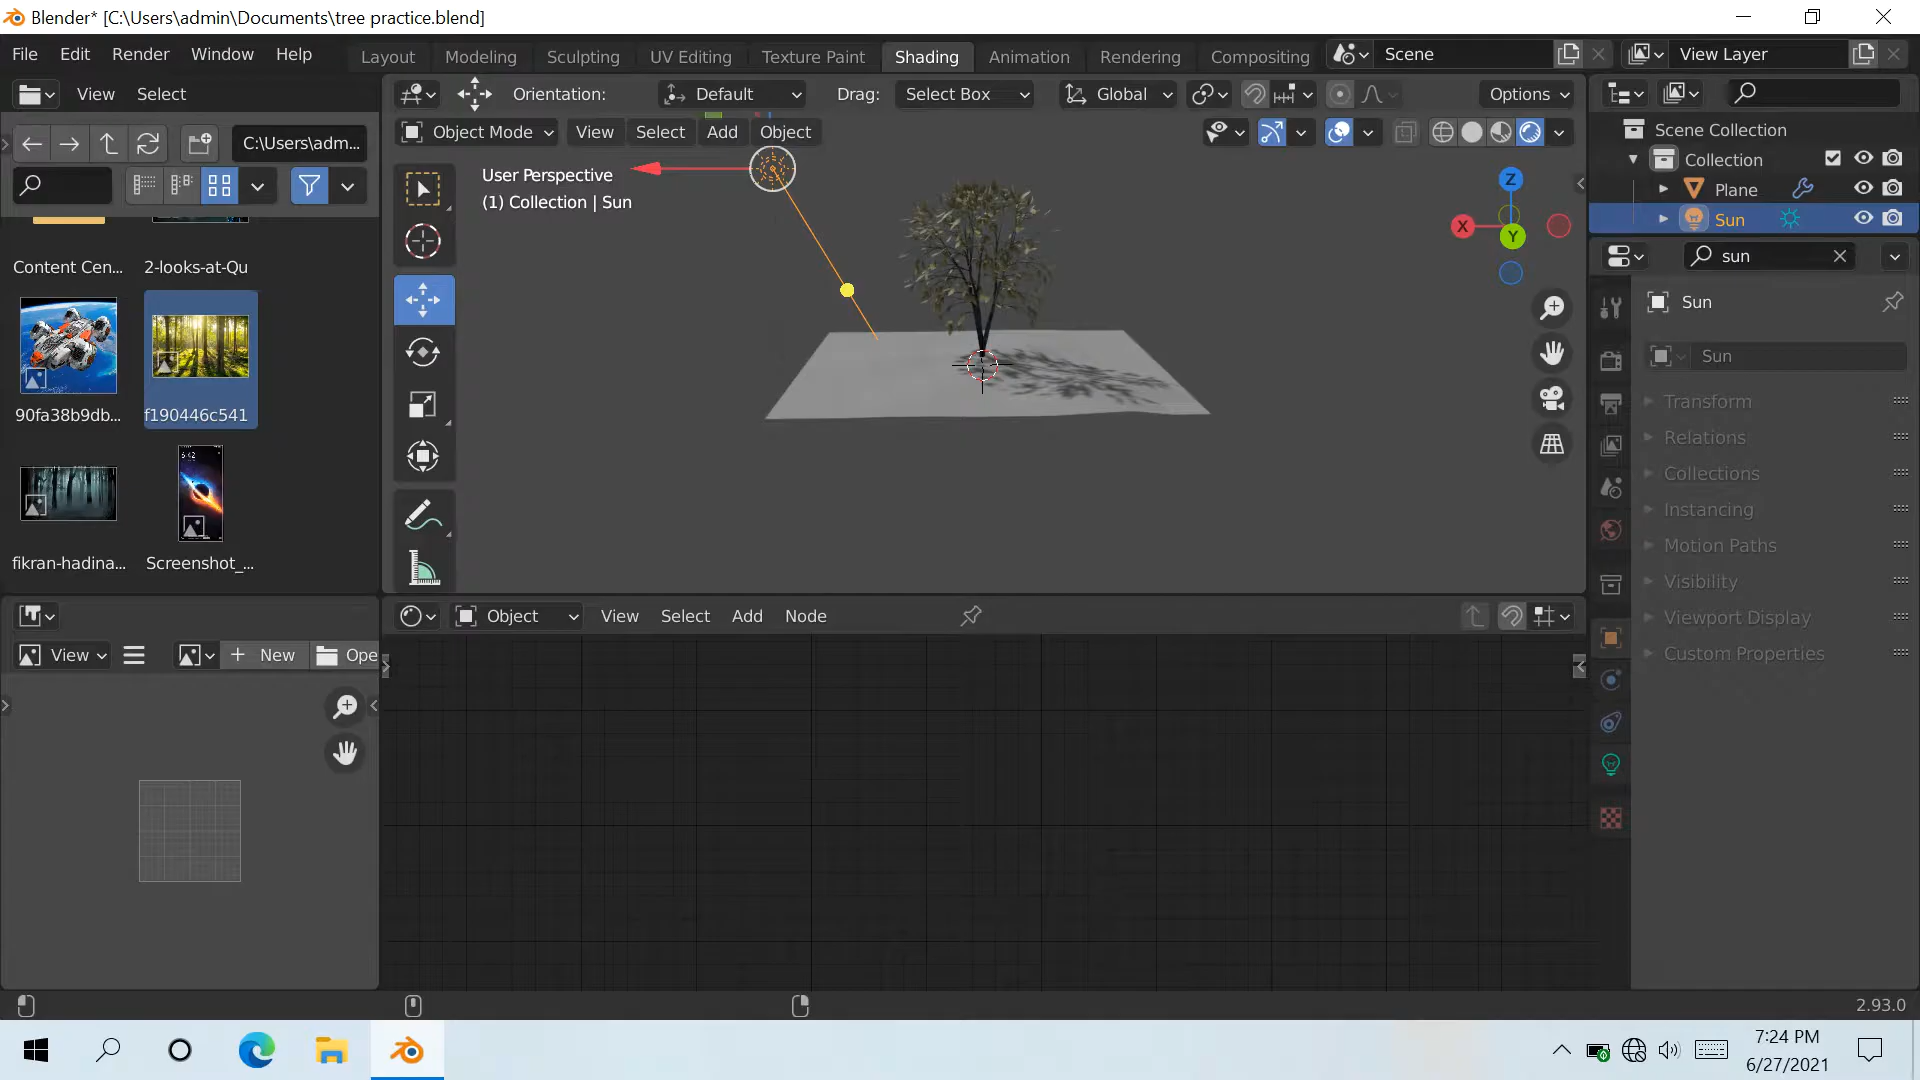 Blender* [C:\Users\admin\Documents\tree practice.blend]
File Edit Render Window Help
Layout Modeling Sculpting UV Editing Texture Paint Shading Animation Rendering Compositing
Scene
View Layer
View Select
Orientation: Default Drag: Select Box Global Options
C:\Users\adm...
Object Mode View Select Add Object
Scene Collection
Collection
Plane
Sun
User Perspective
(1) Collection | Sun
Z
X
Y
Content Cen... 2-looks-at-Qu
90fa38b9db... f190446c541
6:42
fikran-hadina... Screenshot_...
sun
Sun
Sun
Transform
Relations
Collections
Instancing
Motion Paths
Visibility
Viewport Display
Custom Properties
Object View Select Add Node
View New Ope
2.93.0
7:24 PM
6/27/2021